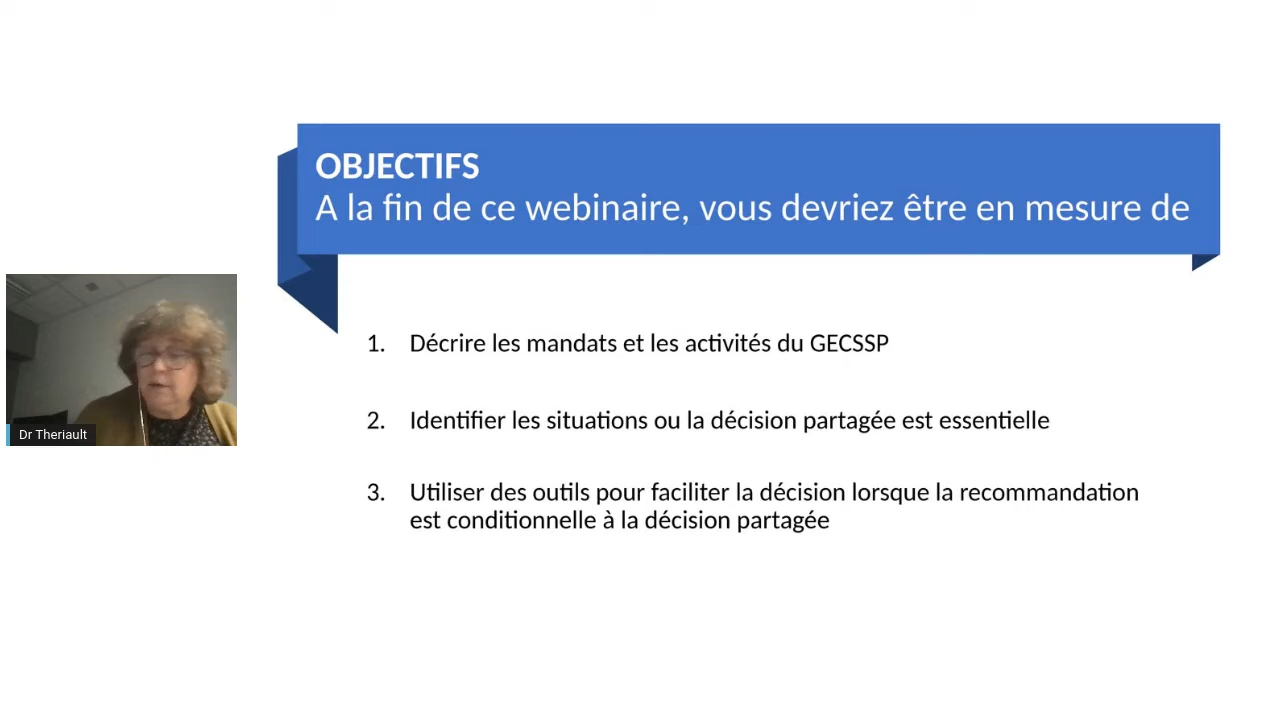 OBJECTIFS
A la fin de ce webinaire, vous devriez être en mesure de
1. Décrire les mandats et les activités du GECSSP
2. Identifier les situations ou la décision partagée est essentielle
3. Utiliser des outils pour faciliter la décision lorsque la recommandation
est conditionnelle à la décision partagée
Dr Theriault